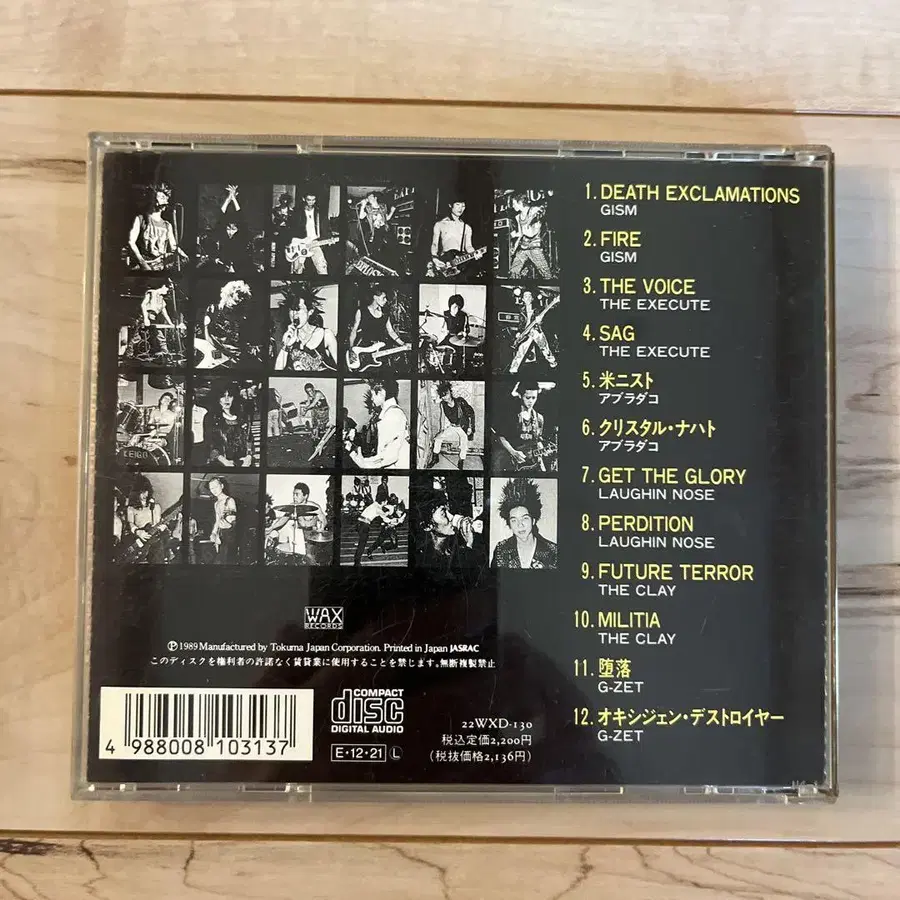 1. DEATH EXCLAMATIONS
GISM
2. FIRE
GISM
3. THE VOICE
THE EXECUTE
4. SAG
THE EXECUTE
5. 米ニスト
アブラダコ
6. クリスタル・ナハト
アブラダコ
7. GET THE GLORY
LAUGHIN NOSE
8. PERDITION
LAUGHIN NOSE
9. FUTURE TERROR
THE CLAY
10. MILITIA
THE CLAY
11. 堕落
G-ZET
12. オキシジェン・デストロイヤー
G-ZET
KEIGO
WAX
RECORDS
Ⓟ1989 Manufactured by Tokuma Japan Corporation. Printed in Japan JASRAC
このディスクを権利者の許諾なく賃貸業に使用することを禁じます。無断複製禁止
4 988008 103137
COMPACT
disc
DIGITAL AUDIO
E・12・21 Ⓛ
22WXD-130
税込定価2,200円
(税抜価格2,136円)